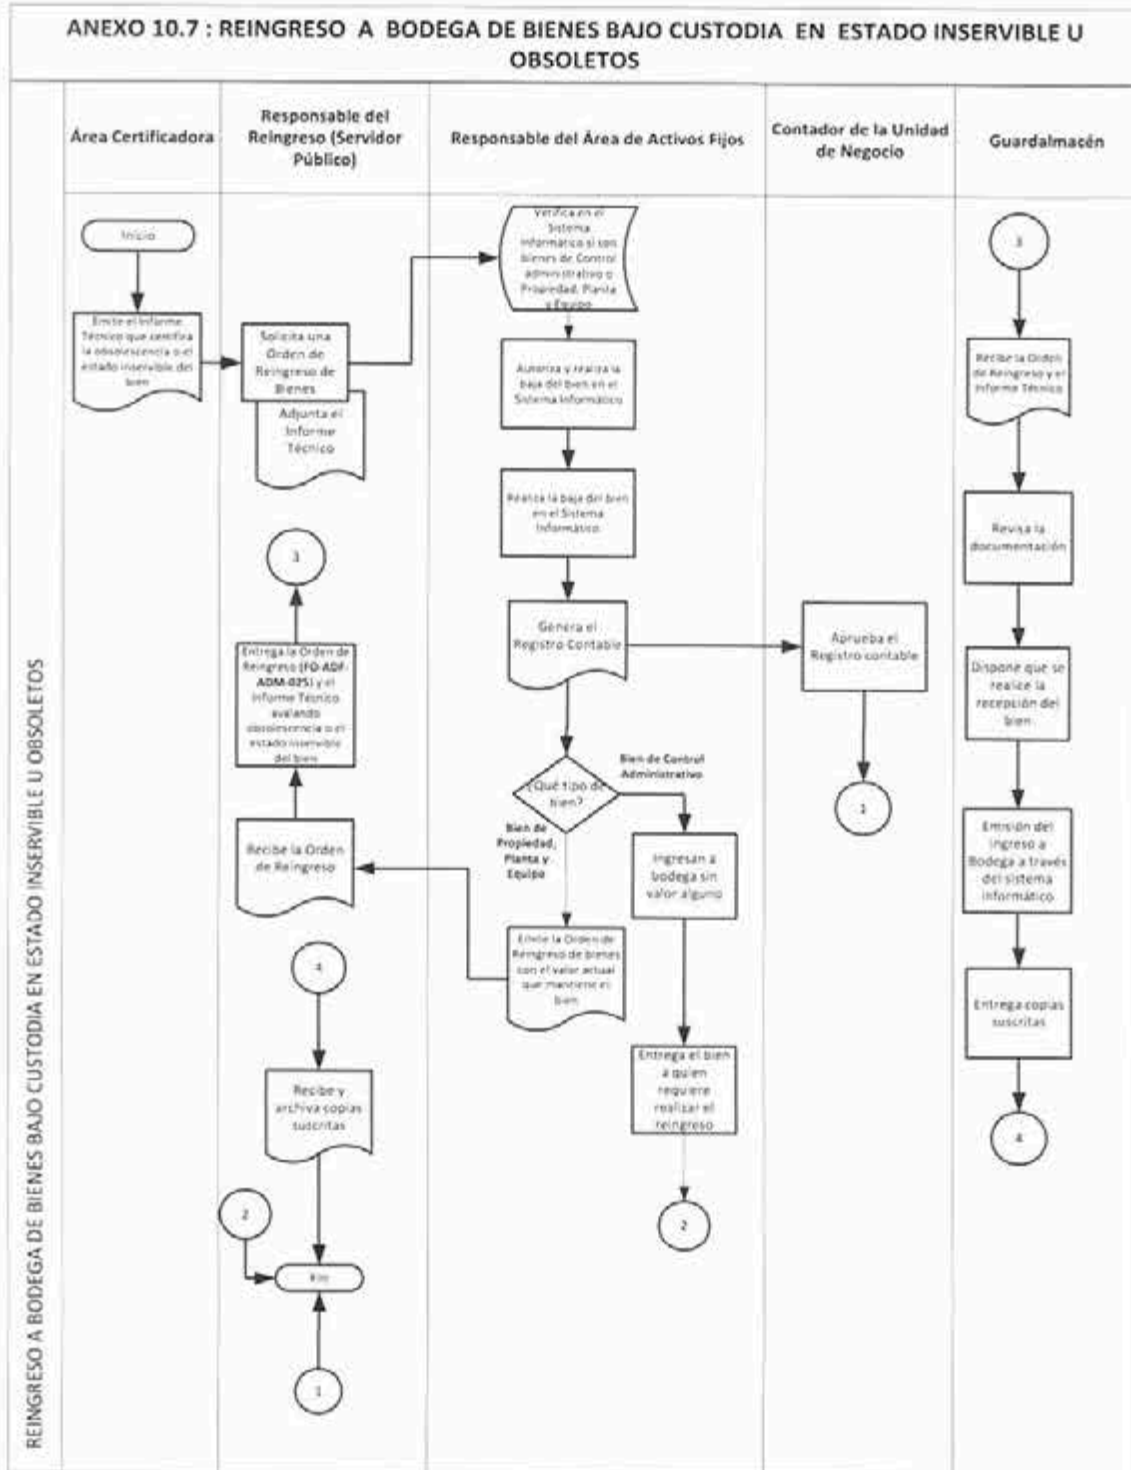 ANEXO 10.7 : REINGRESO A BODEGA DE BIENES BAJO CUSTODIA EN ESTADO INSERVIBLE U
OBSOLETOS
REINGRESO A BODEGA DE BIENES BAJO CUSTODIA EN ESTADO INSERVIBLE U OBSOLETOS
Área Certificadora
Responsable del
Reingreso (Servidor
Público)
Responsable del Área de Activos Fijos
Contador de la Unidad
de Negocio
Guardalmacén
Inicio
Emite el Informe
Técnico que certifira
la obsolescencia o el
estado inservible del
bien
Solicita una
Orden de
Reingreso de
Bienes
Adjunta el
Informe
Técnico
3
Entrega la Orden de
Reingreso (FO-ADF-
ADM-025) y el
Informe Técnico
avalando
obsolescencia o el
estado inservible
del bien
Recibe la Orden
de Reingreso
4
Recibe y
archiva copias
suscritas
2
Fin
1
Verifica en el
Sistema
Informático si son
bienes de Control
administrativo o
Propiedad, Planta
y Equipo
Autoriza y realiza la
baja del bien en el
Sistema Informático
Realiza la baja del bien
en el Sistema
Informático
Genera el
Registro Contable
¿Qué tipo de
bien?
Bien de Control
Administrativo
Bien de
Propiedad,
Planta y
Equipo
Ingresan a
bodega sin
valor alguno
Emite la Orden de
Reingreso de bienes
con el valor actual
que mantiene el
bien
Entrega el bien
a quien
requiere
realizar el
reingreso
2
Aprueba el
Registro contable
1
3
Recibe la Orden
de Reingreso y el
Informe Técnico
Revisa la
documentación
Dispone que se
realice la
recepción del
bien
Emisión del
Ingreso a
Bodega a través
del sistema
informático
Entrega copias
suscritas
4